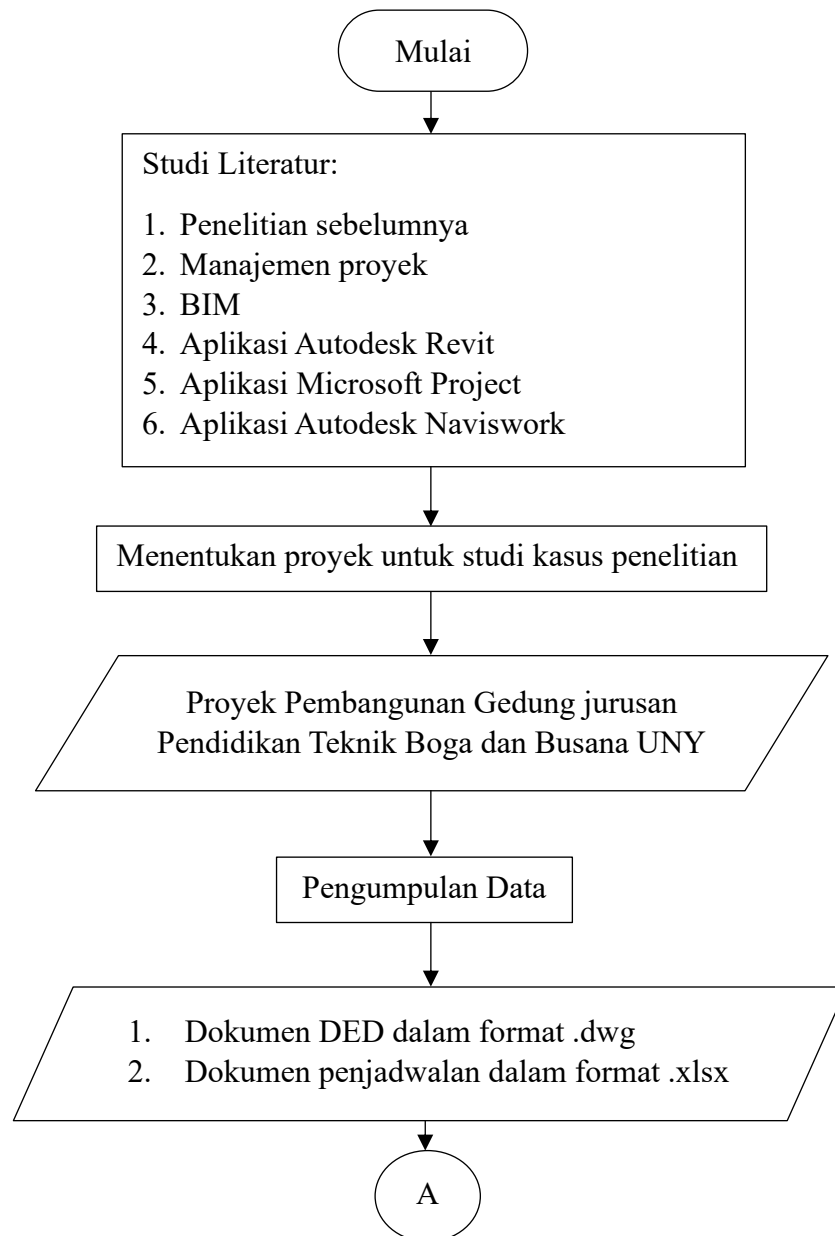 Mulai
Studi Literatur:
1. Penelitian sebelumnya
2. Manajemen proyek
3. BIM
4. Aplikasi Autodesk Revit
5. Aplikasi Microsoft Project
6. Aplikasi Autodesk Naviswork
Menentukan proyek untuk studi kasus penelitian
Proyek Pembangunan Gedung jurusan
Pendidikan Teknik Boga dan Busana UNY
Pengumpulan Data
1. Dokumen DED dalam format .dwg
2. Dokumen penjadwalan dalam format .xlsx
A